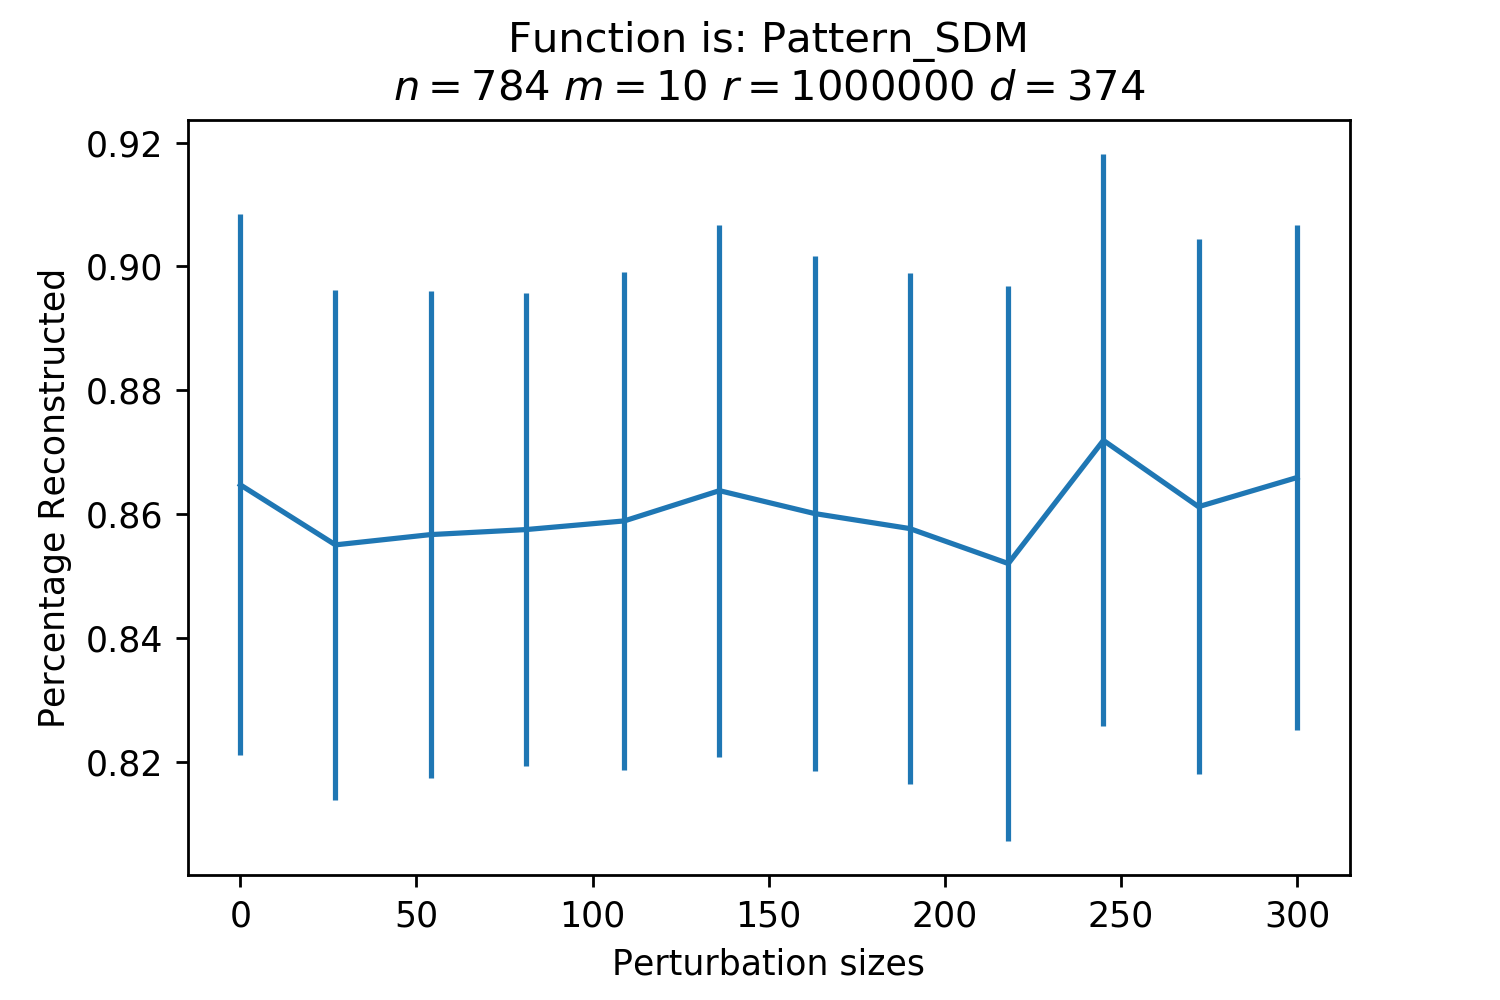 Function is: Pattern_SDM
n = 784 m = 10 r = 1000000 d = 374
0.92
0.90
0.88
0.86
0.84
0.82
Percentage Reconstructed
0 50 100 150 200 250 300
Perturbation sizes